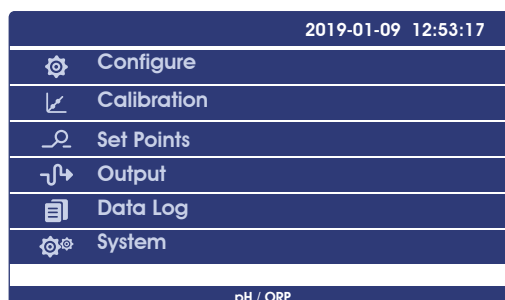 2019-01-09 12:53:17
Configure
Calibration
Set Points
Output
Data Log
System
pH / ORP